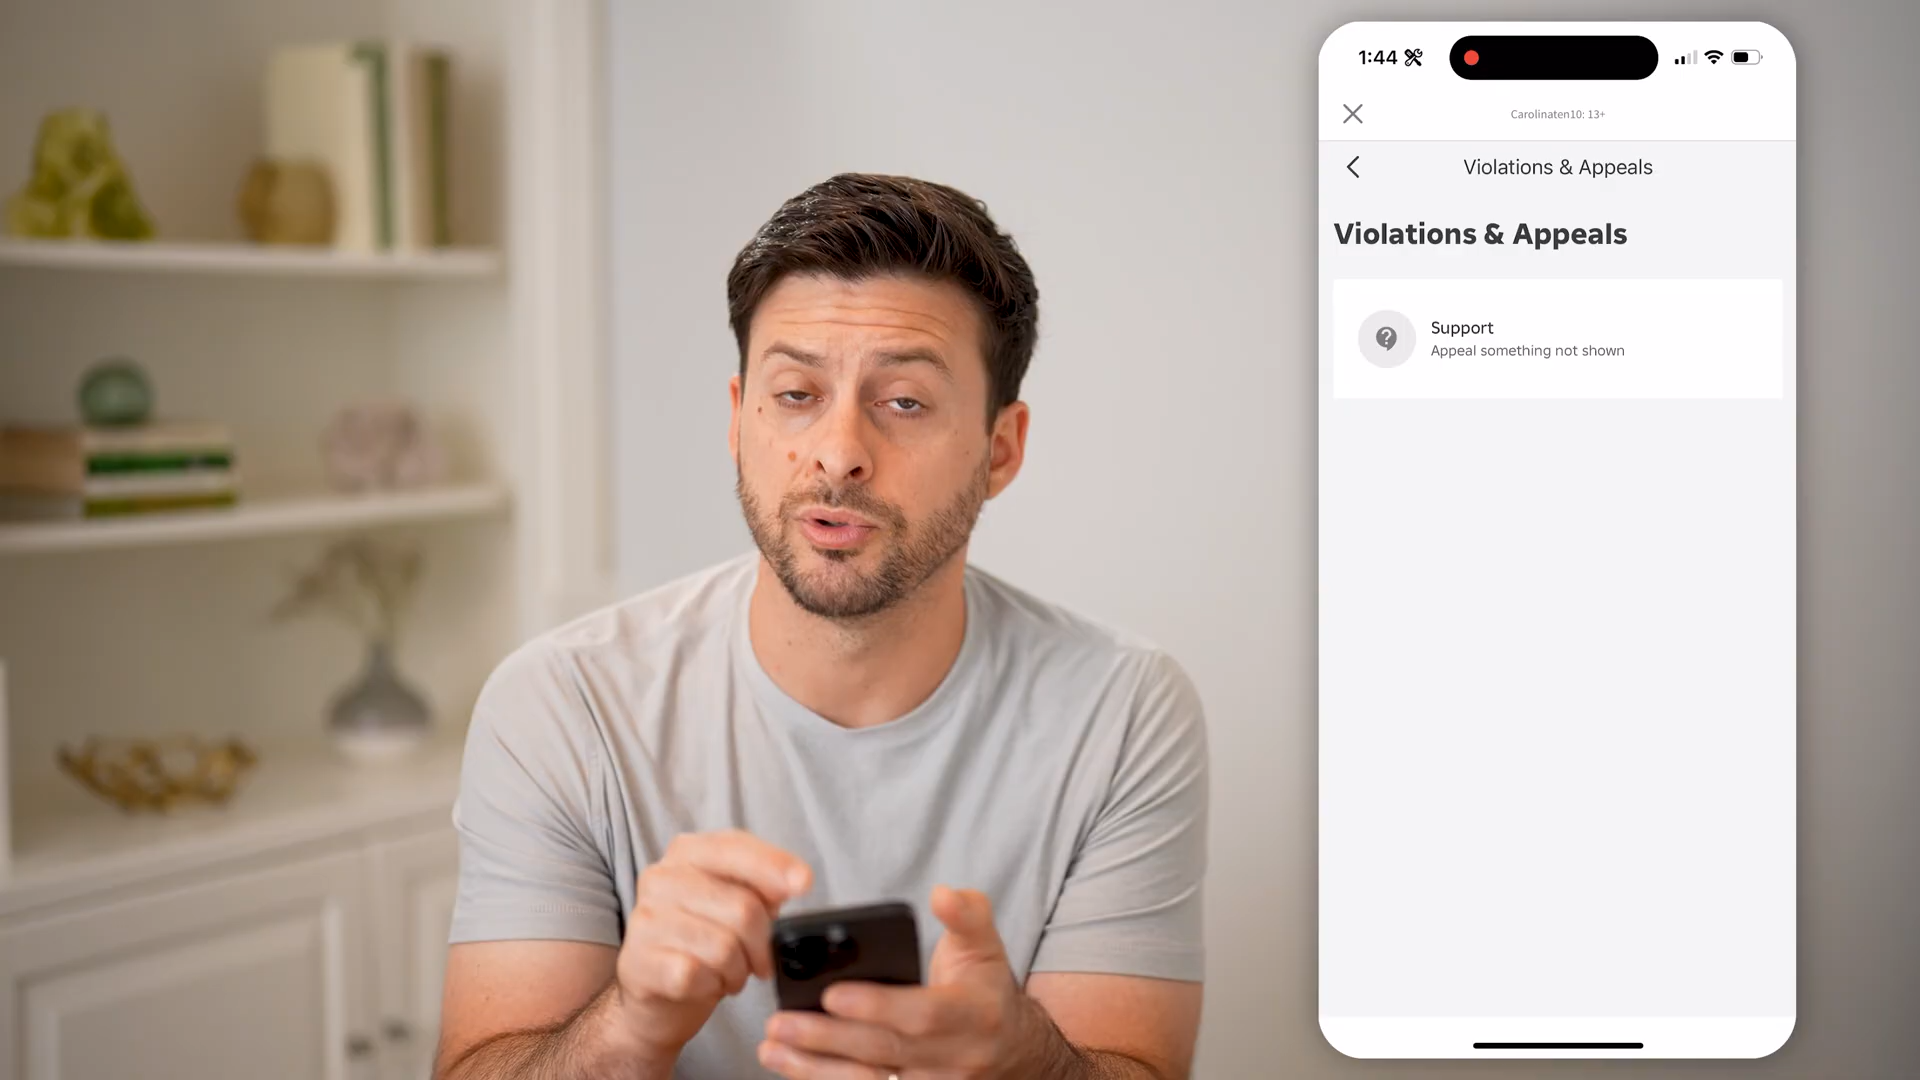 1:44
Carolinaten10: 13+
Violations & Appeals
Violations & Appeals
Support
Appeal something not shown